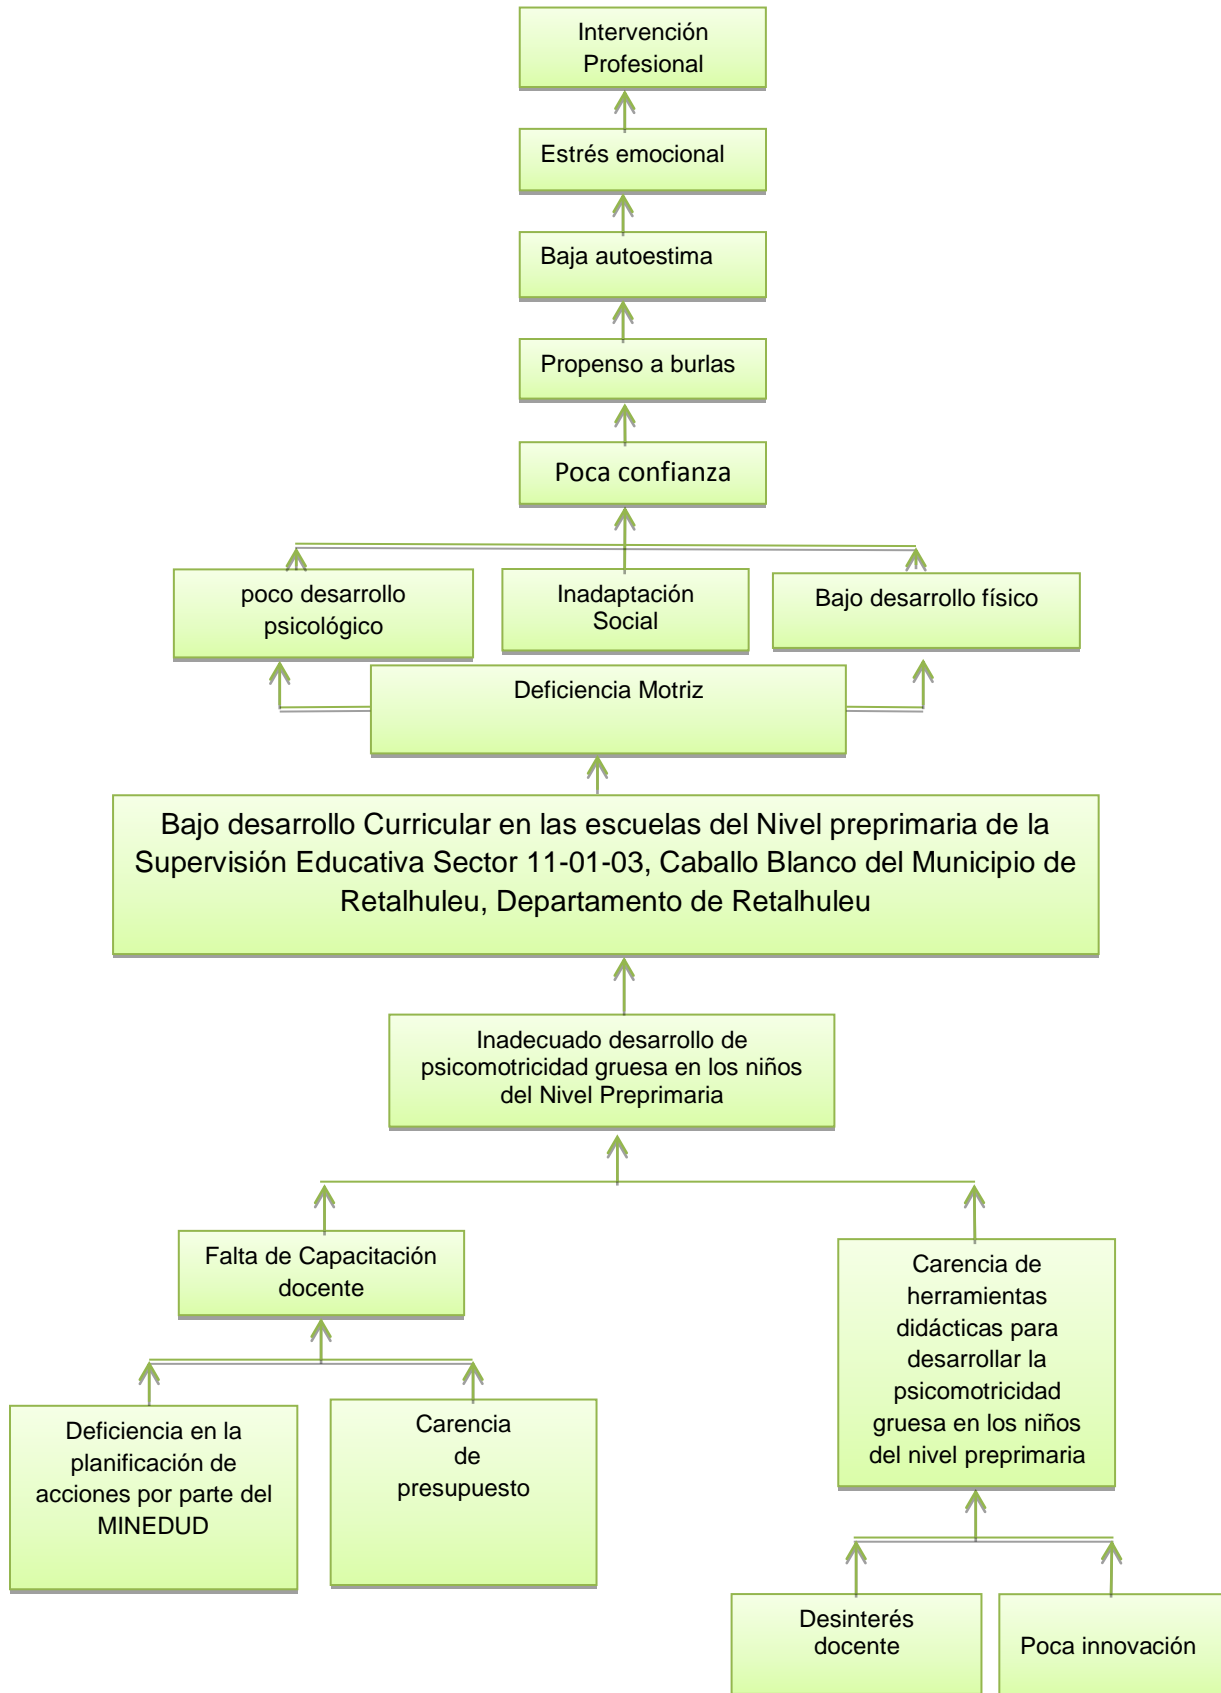 Intervención
Profesional
Estrés emocional
Baja autoestima
Propenso a burlas
Poca confianza
poco desarrollo
psicológico
Inadaptación
Social
Bajo desarrollo físico
Deficiencia Motriz
Bajo desarrollo Curricular en las escuelas del Nivel preprimaria de la
Supervisión Educativa Sector 11-01-03, Caballo Blanco del Municipio de
Retalhuleu, Departamento de Retalhuleu
Inadecuado desarrollo de
psicomotricidad gruesa en los niños
del Nivel Preprimaria
Falta de Capacitación
docente
Carencia de
herramientas
didácticas para
desarrollar la
psicomotricidad
gruesa en los niños
del nivel preprimaria
Deficiencia en la
planificación de
acciones por parte del
MINEDUD
Carencia
de
presupuesto
Desinterés
docente
Poca innovación